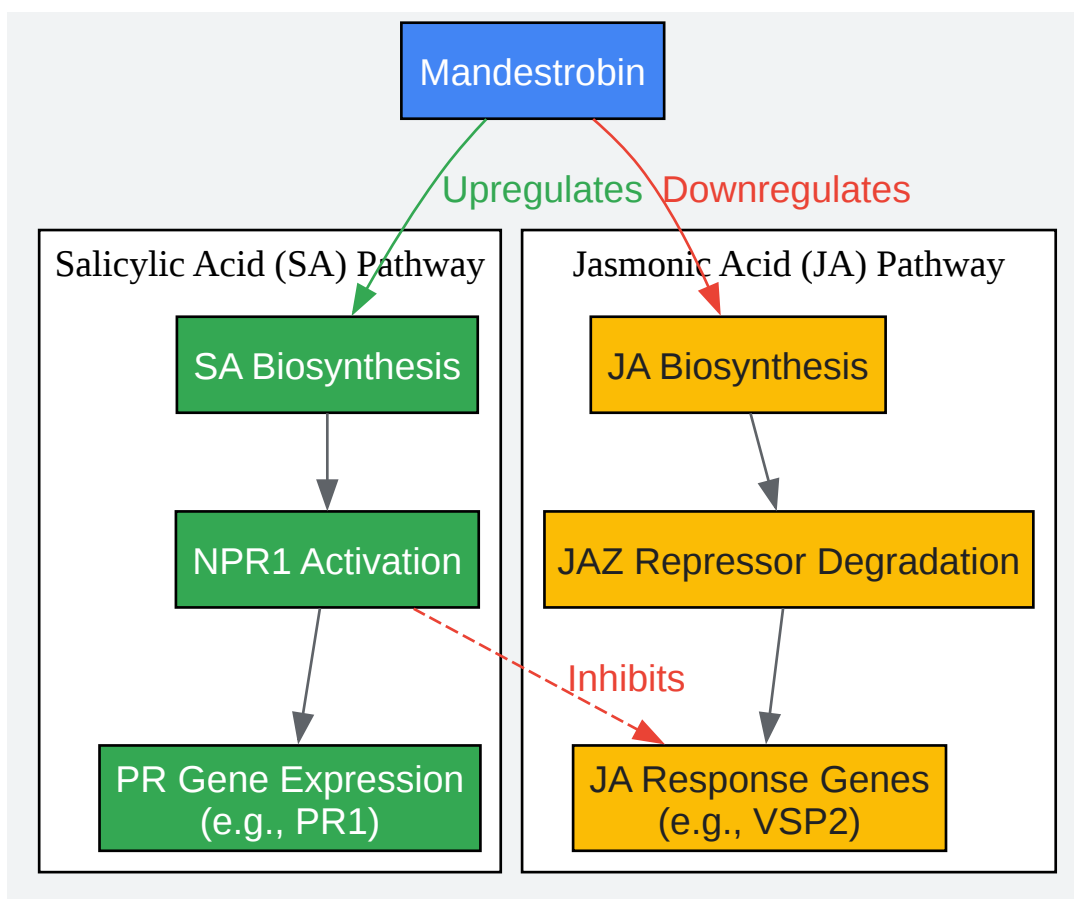 Mandestrobin
Upregulates
Downregulates
Salicylic Acid (SA) Pathway
Jasmonic Acid (JA) Pathway
SA Biosynthesis
JA Biosynthesis
NPR1 Activation
JAZ Repressor Degradation
Inhibits
PR Gene Expression
(e.g., PR1)
JA Response Genes
(e.g., VSP2)